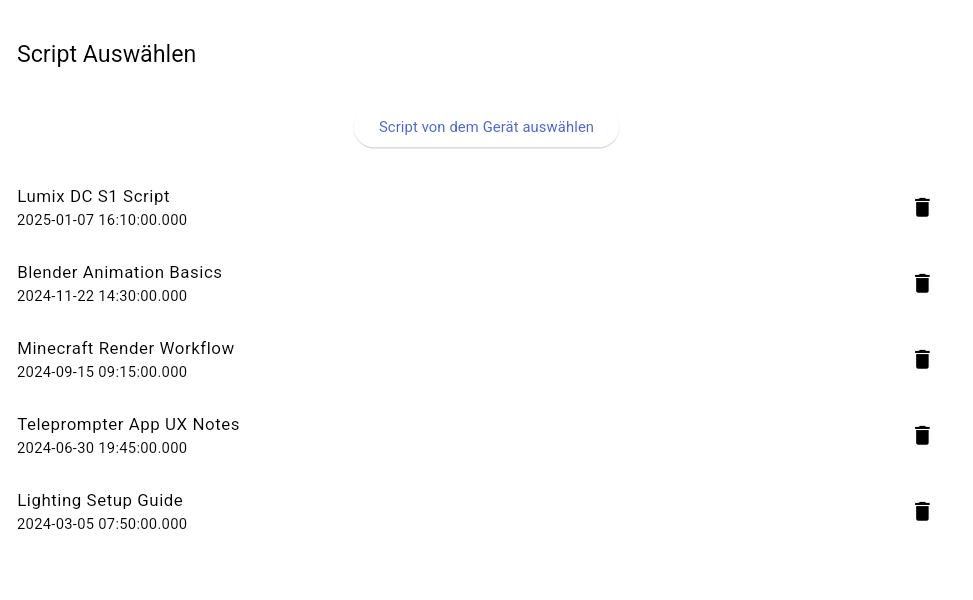 Script Auswählen
Script von dem Gerät auswählen
Lumix DC S1 Script
2025-01-07 16:10:00.000
Blender Animation Basics
2024-11-22 14:30:00.000
Minecraft Render Workflow
2024-09-15 09:15:00.000
Teleprompter App UX Notes
2024-06-30 19:45:00.000
Lighting Setup Guide
2024-03-05 07:50:00.000